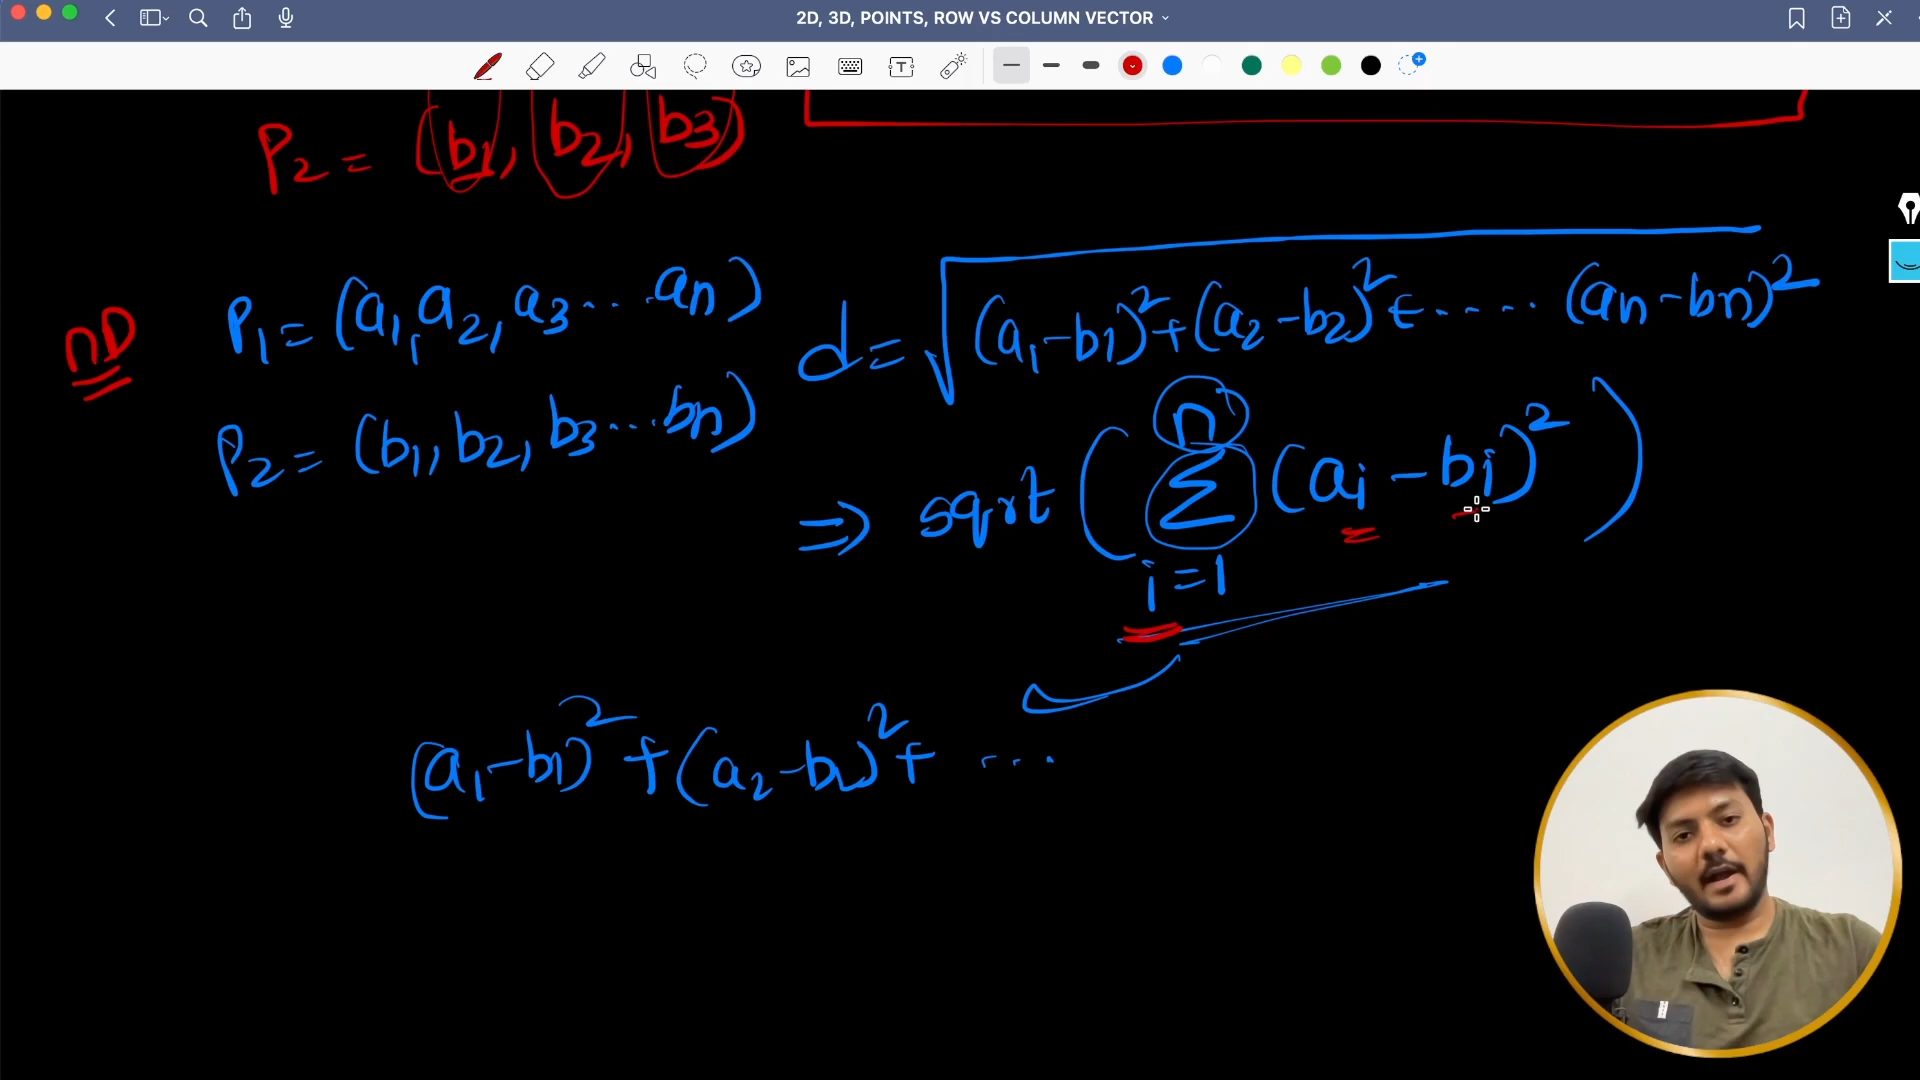 2D, 3D, POINTS, ROW VS COLUMN VECTOR
P2 = (b1, b2, b3)
nD
P1 = (a1, a2, a3 ... an)
d = √(a1-b1)²+(a2-b2)²+ ..... (an-bn)²
P2 = (b1, b2, b3 ... bn)
⇒ sqrt ( n Σ i=1 (ai - bi)² )
(a1-b1)² + (a2-b2)² + ...